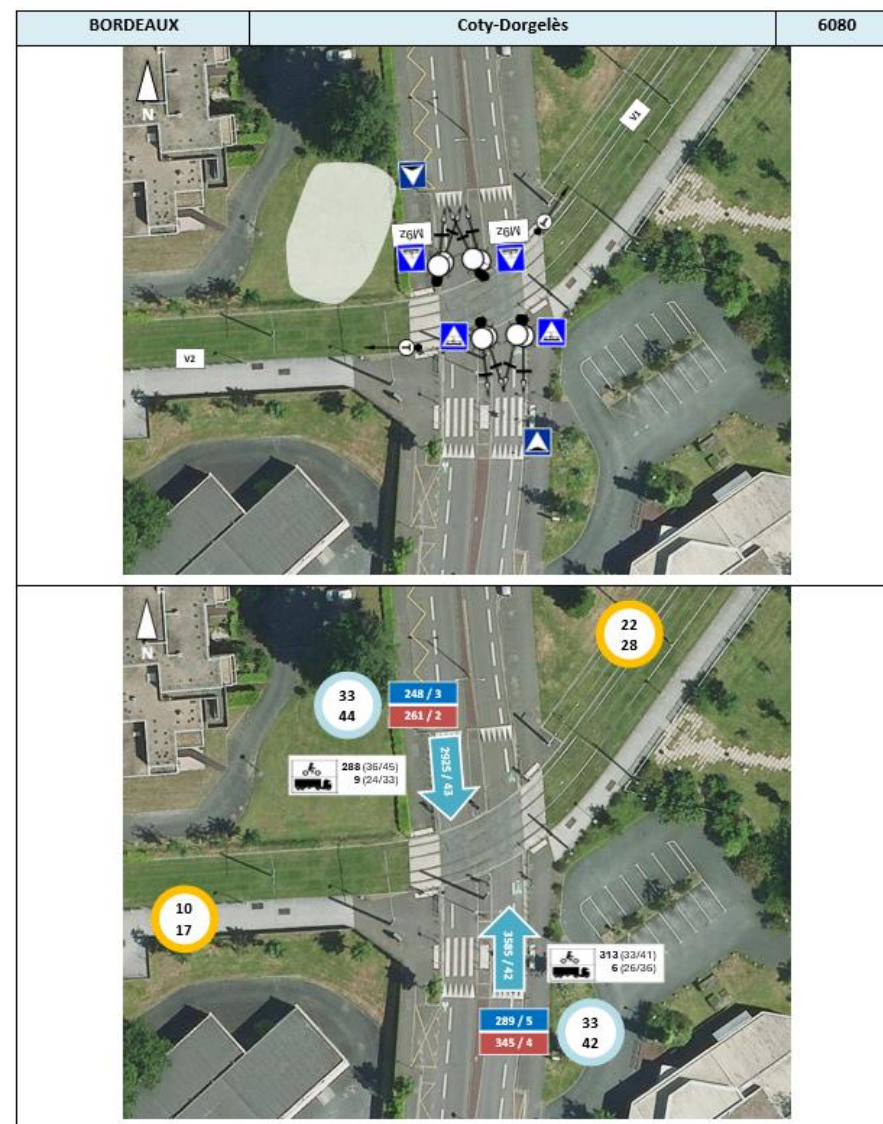 BORDEAUX Coty-Dorgelès 6080
N
V1
M9z M9z
T
T
V2
N
22
28
33
44
248 / 3
261 / 2
2925 / 43
288 (36/45)
9 (24/33)
10
17
3585 / 42
313 (33/41)
6 (26/36)
289 / 5
345 / 4
33
42